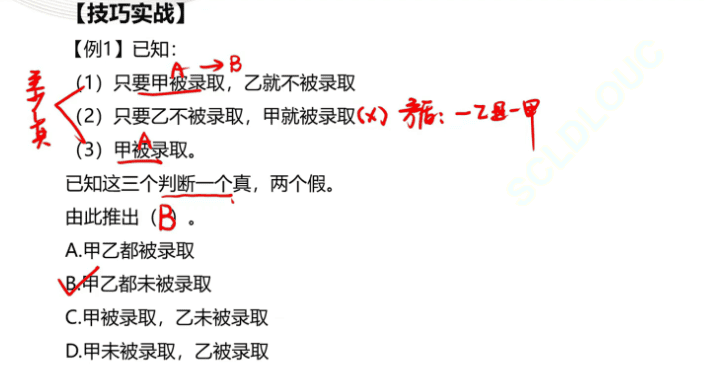 【技巧实战】
【例1】已知：
A → B
（1）只要甲被录取，乙就不被录取
至少一真
（2）只要乙不被录取，甲就被录取(×) 矛盾：－乙且－甲
A
（3）甲被录取。
已知这三个判断一个真，两个假。
由此推出（B）。
A.甲乙都被录取
B.甲乙都未被录取
C.甲被录取，乙未被录取
D.甲未被录取，乙被录取
SCLDLOUC